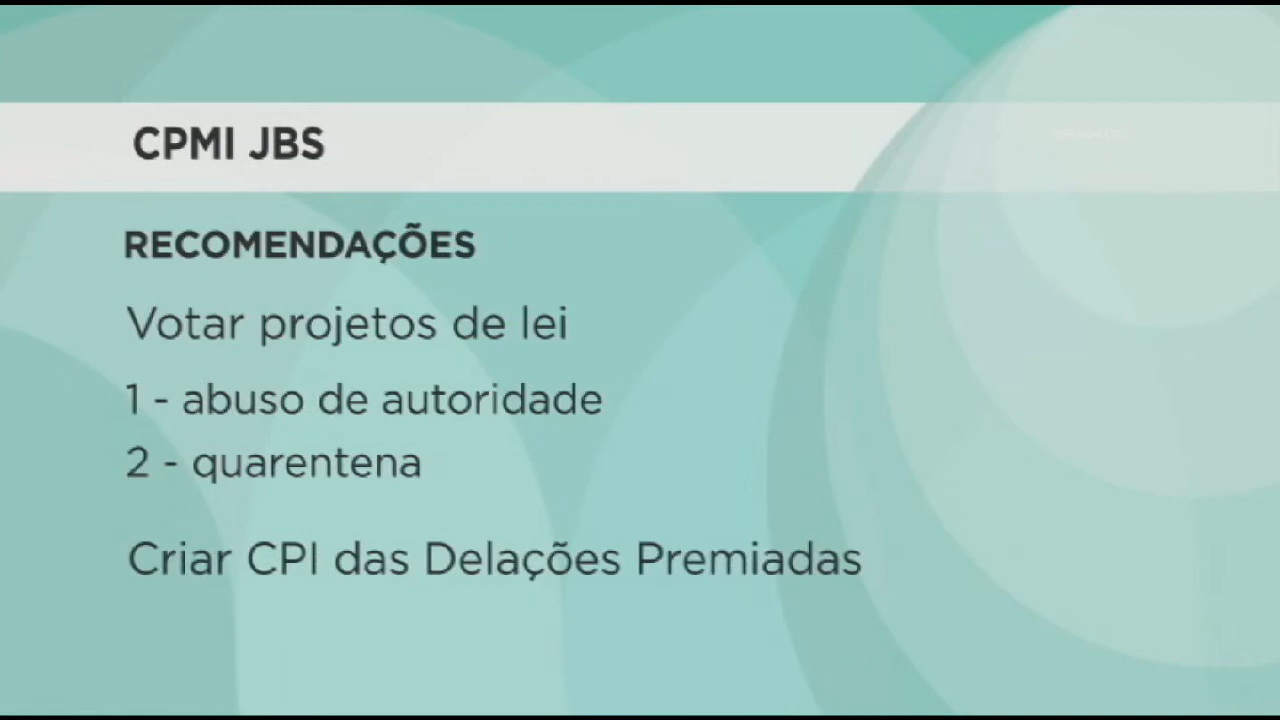 CPMI JBS
RECOMENDAÇÕES
Votar projetos de lei
1 - abuso de autoridade
2 - quarentena
Criar CPI das Delações Premiadas